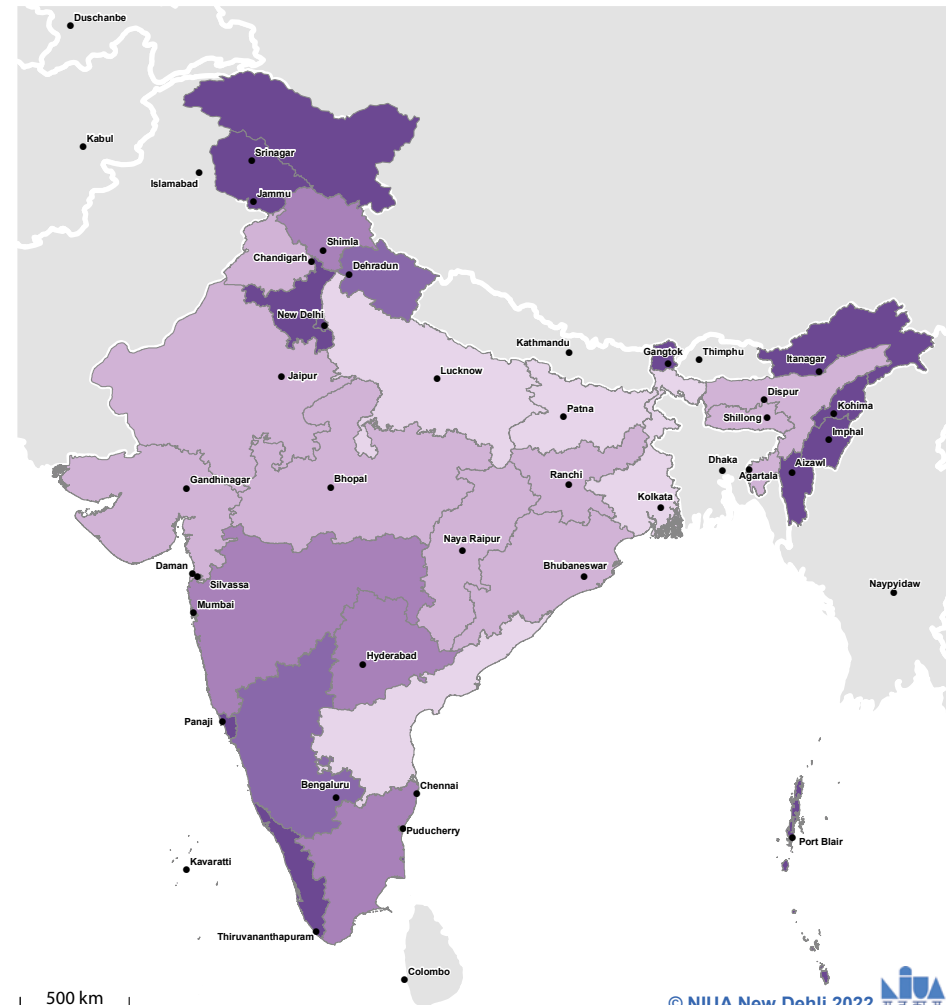 Duschanbe
Kabul
Srinagar
Islamabad
Jammu
Shimla
Chandigarh
Dehradun
New Delhi
Kathmandu
Gangtok
Thimphu
Itanagar
Jaipur
Lucknow
Dispur
Patna
Shillong
Kohima
Imphal
Dhaka
Aizawl
Agartala
Gandhinagar
Bhopal
Ranchi
Kolkata
Naya Raipur
Daman
Silvassa
Bhubaneswar
Naypyidaw
Mumbai
Hyderabad
Panaji
Bengaluru
Chennai
Puducherry
Port Blair
Kavaratti
Thiruvananthapuram
Colombo
500 km
© NIUA New Dehli 2022
NIUA